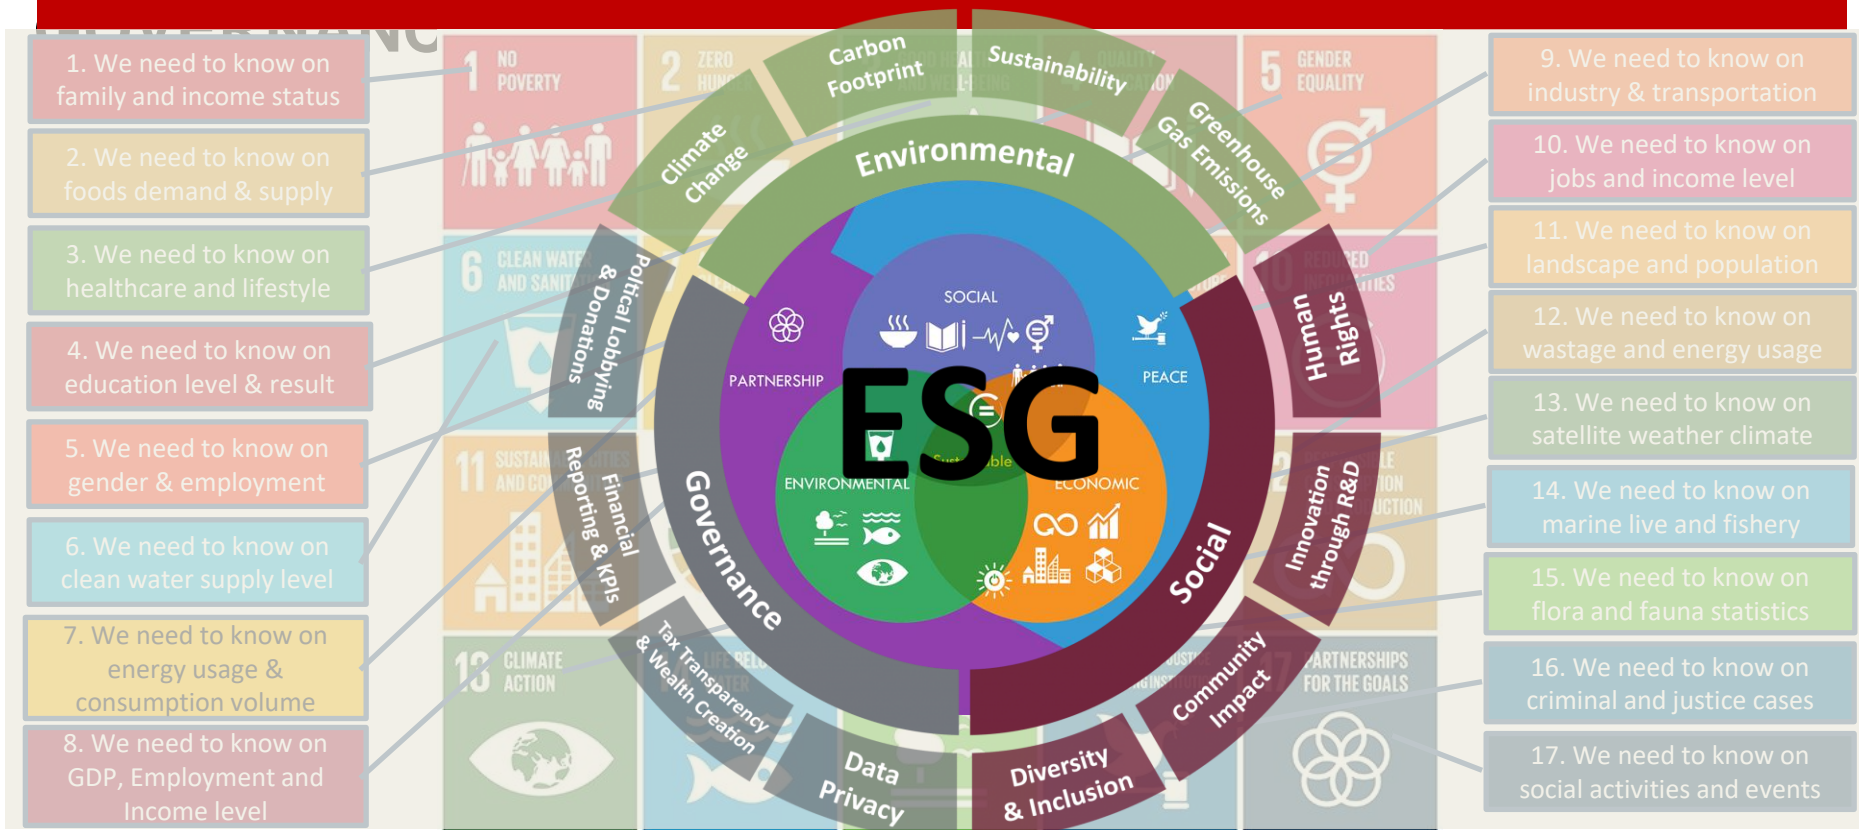 1. We need to know on
family and income status
2. We need to know on
foods demand & supply
3. We need to know on
healthcare and lifestyle
4. We need to know on
education level & result
5. We need to know on
gender & employment
6. We need to know on
clean water supply level
7. We need to know on
energy usage &
consumption volume
8. We need to know on
GDP, Employment and
Income level
1 NO
POVERTY
2 ZERO
5 GENDER
EQUALITY
6 CLEAN WATER
11
13 CLIMATE
ACTION
17 PARTNERSHIPS
FOR THE GOALS
Carbon
Footprint
Sustainability
Greenhouse
Gas Emissions
Climate
Change
Environmental
Political Lobbying
& Donations
Financial
Reporting & KPIs
Tax Transparency
& Wealth Creation
Data
Privacy
Governance
Human
Rights
Innovation
through R&D
Community
Impact
Diversity
& Inclusion
Social
SOCIAL
PARTNERSHIP
PEACE
ESG
ENVIRONMENTAL
ECONOMIC
9. We need to know on
industry & transportation
10. We need to know on
jobs and income level
11. We need to know on
landscape and population
12. We need to know on
wastage and energy usage
13. We need to know on
satellite weather climate
14. We need to know on
marine live and fishery
15. We need to know on
flora and fauna statistics
16. We need to know on
criminal and justice cases
17. We need to know on
social activities and events